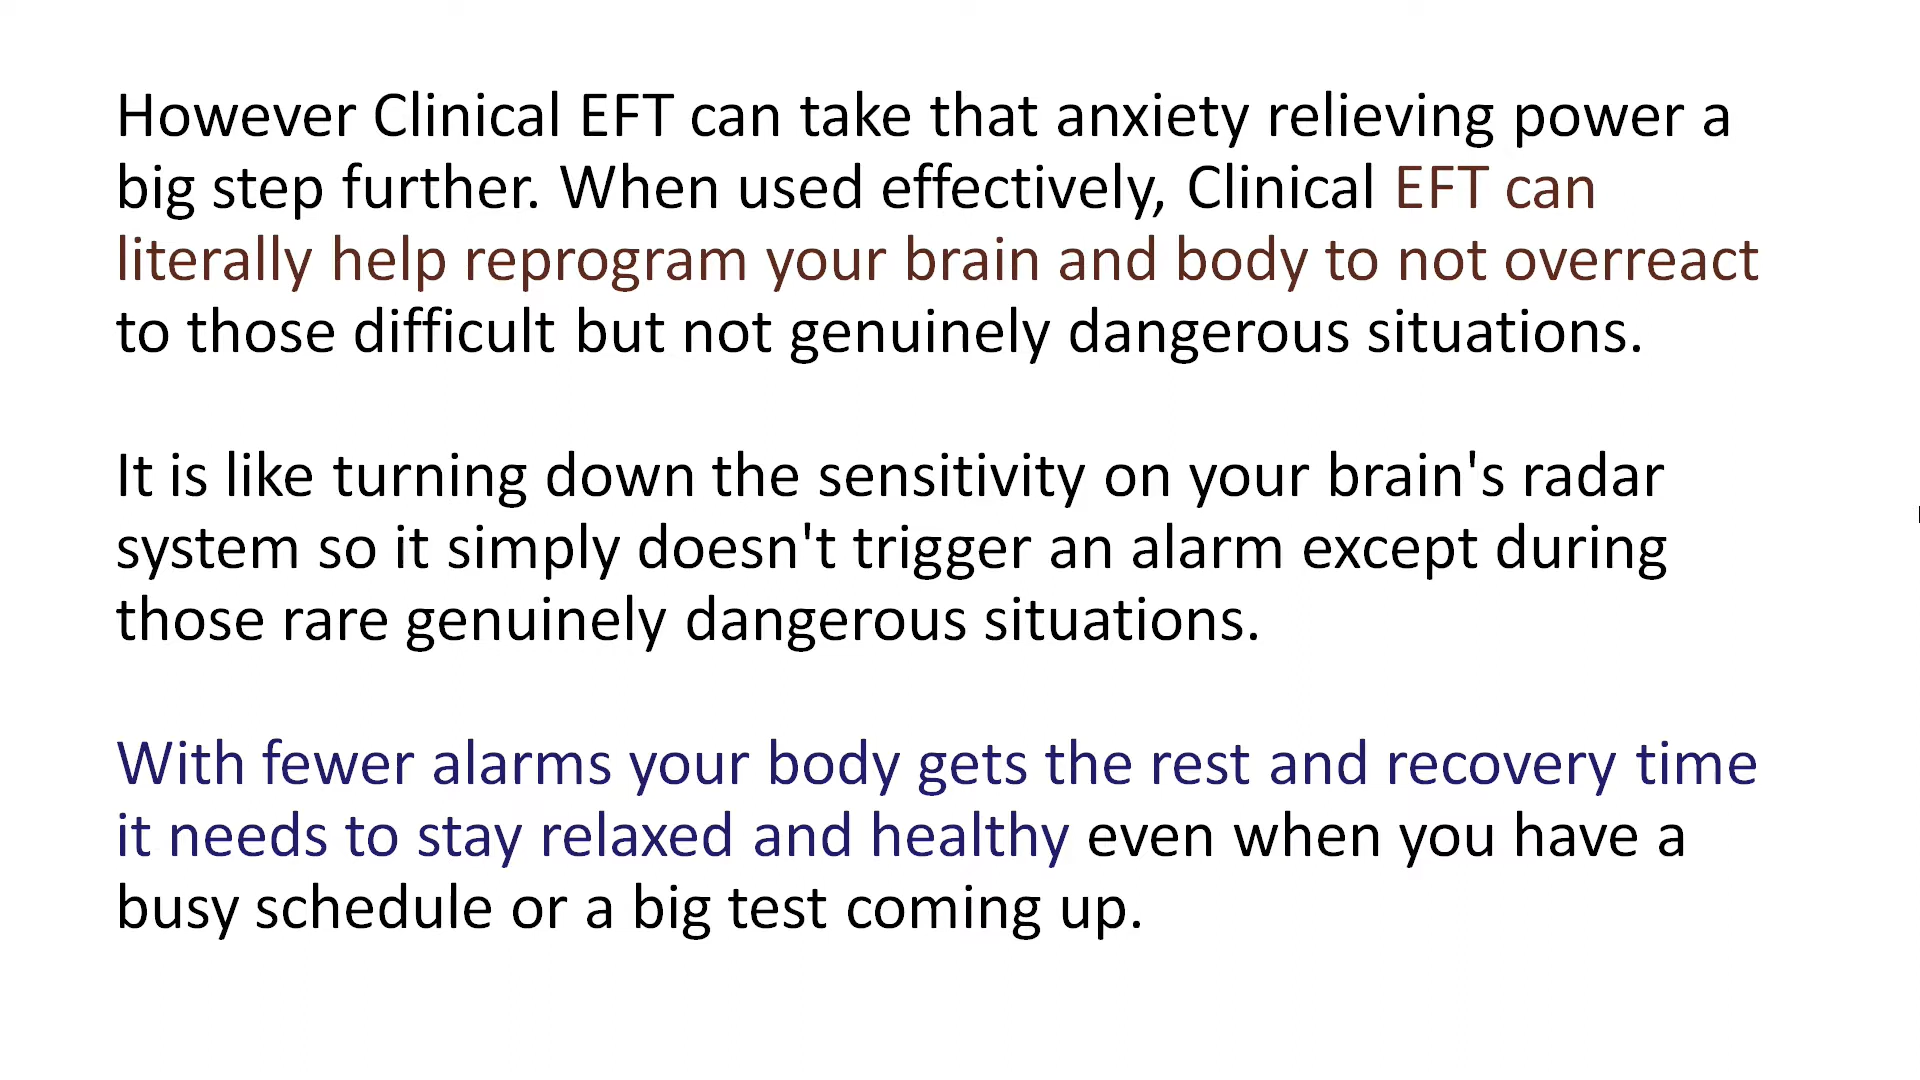 However Clinical EFT can take that anxiety relieving power a
big step further. When used effectively, Clinical EFT can
literally help reprogram your brain and body to not overreact
to those difficult but not genuinely dangerous situations.
It is like turning down the sensitivity on your brain's radar
system so it simply doesn't trigger an alarm except during
those rare genuinely dangerous situations.
With fewer alarms your body gets the rest and recovery time
it needs to stay relaxed and healthy even when you have a
busy schedule or a big test coming up.